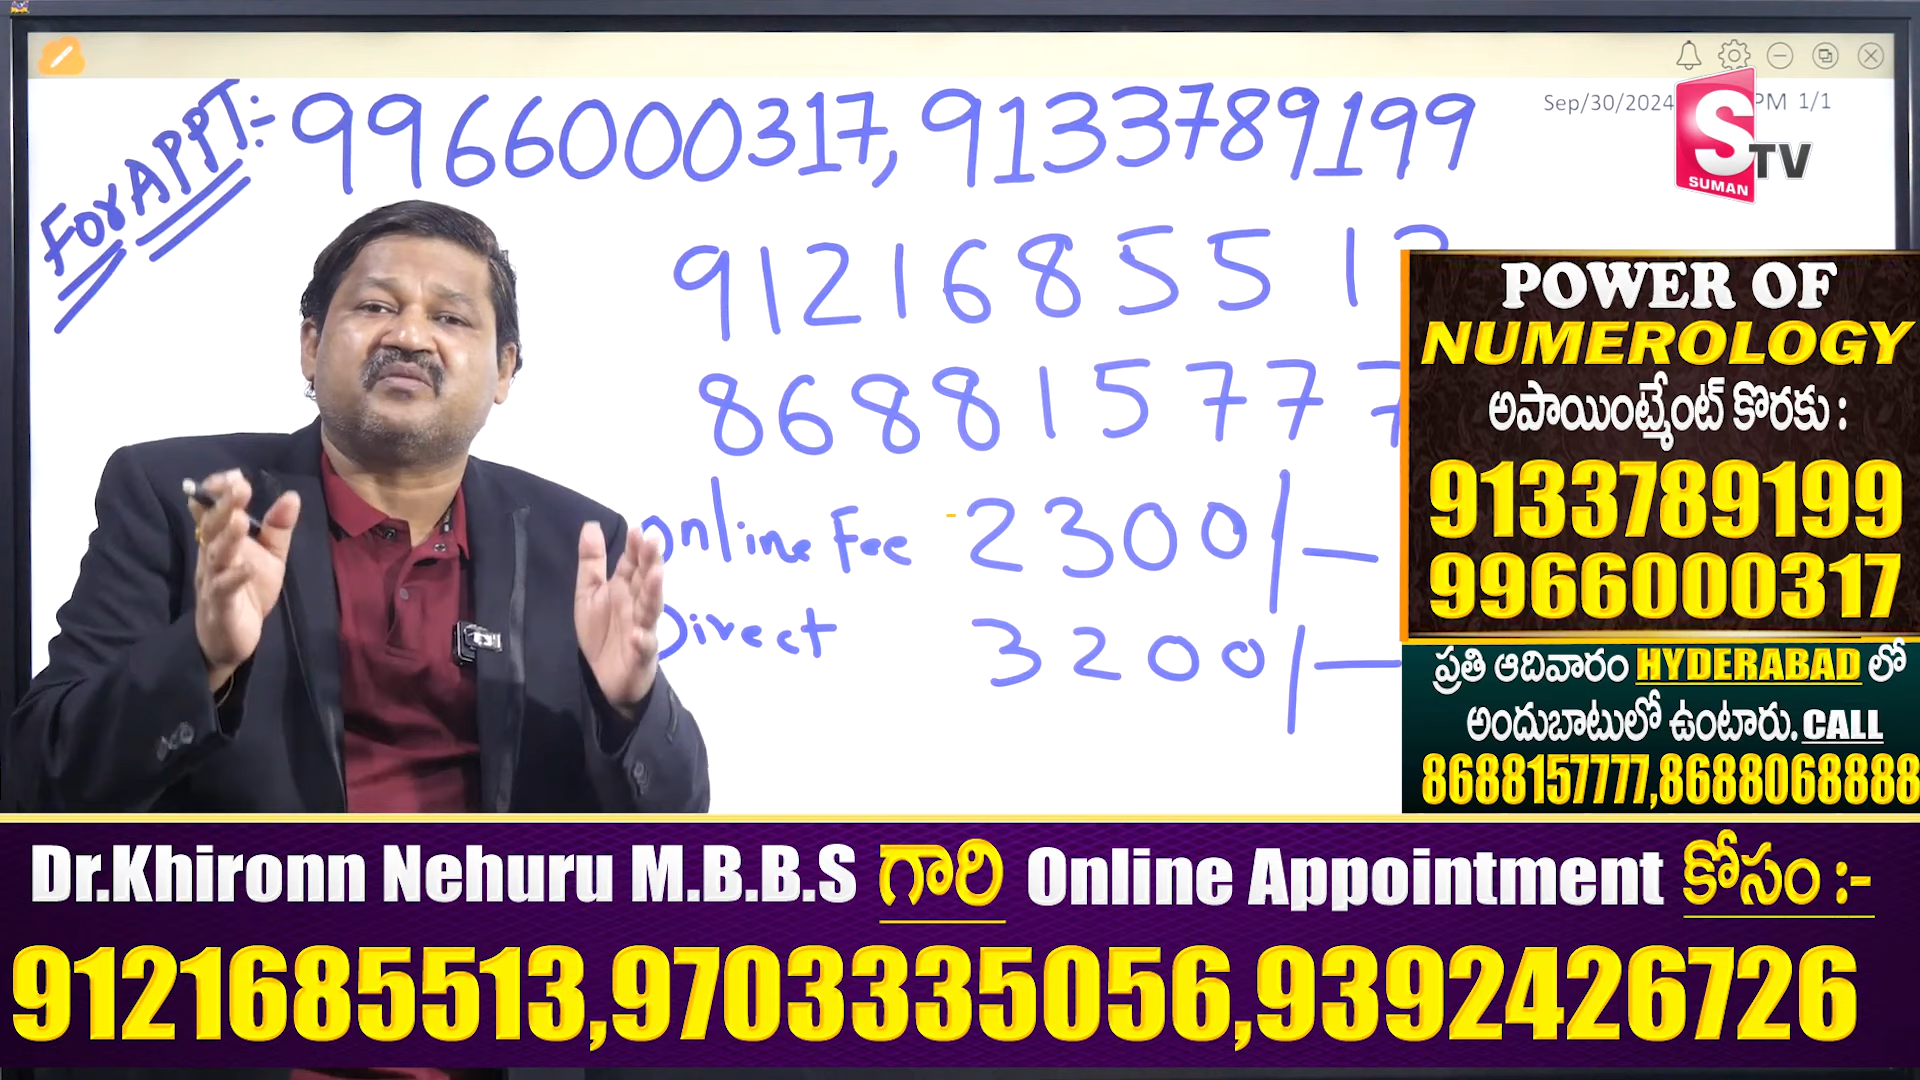 Sep/30/2024 PM 1/1
S
TV
SUMAN
For APPT:- 9966000317, 9133789199
91216855 1
868815777
Online Fee 2300/-
Direct 3200/-
POWER OF
NUMEROLOGY
అపాయింట్మేంట్ కొరకు :
9133789199
9966000317
ప్రతి ఆదివారం HYDERABAD లో
అందుబాటులో ఉంటారు. CALL
8688157777,8688068888
Dr.Khironn Nehuru M.B.B.S గారి Online Appointment కోసం :-
9121685513,9703335056,9392426726